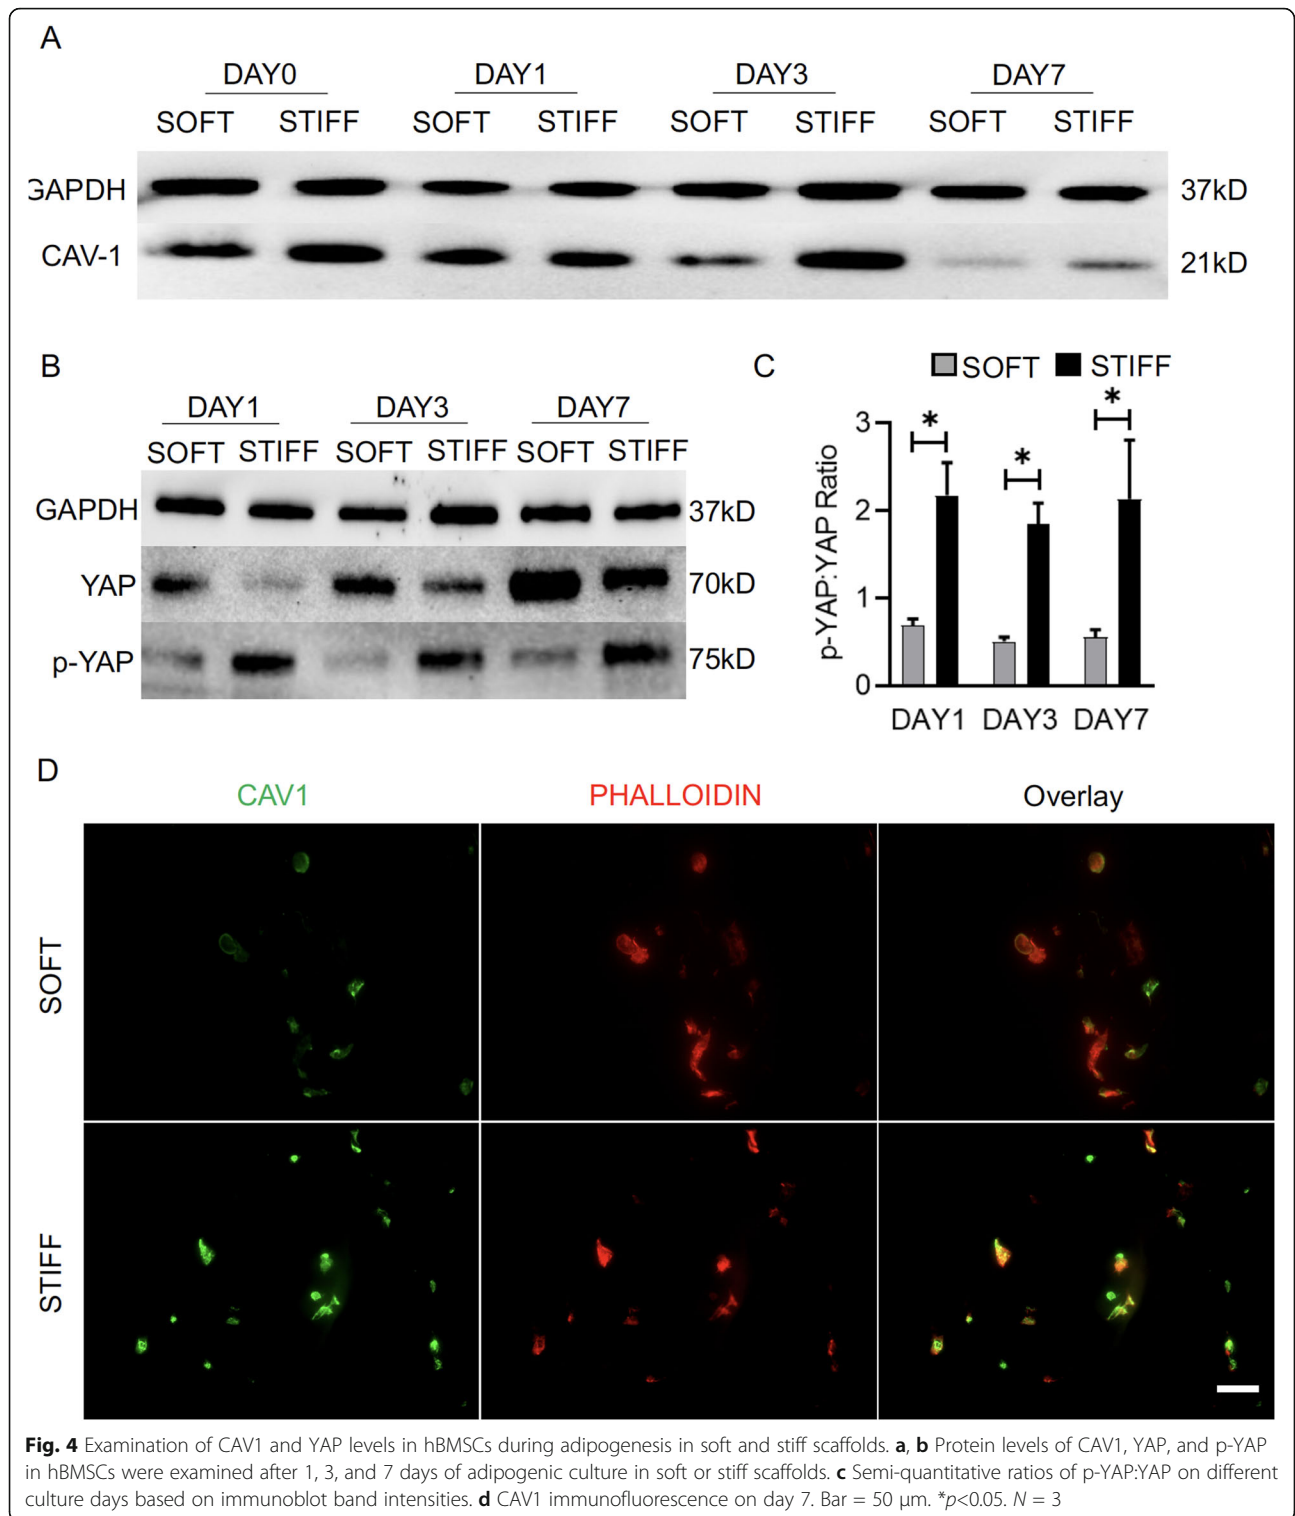 A
DAY0 DAY1 DAY3 DAY7
SOFT STIFF SOFT STIFF SOFT STIFF SOFT STIFF
GAPDH 37kD
CAV-1 21kD
B
DAY1 DAY3 DAY7
SOFT STIFF SOFT STIFF SOFT STIFF
GAPDH 37kD
YAP 70kD
p-YAP 75kD
C
SOFT STIFF
* * *
p-YAP:YAP Ratio
3
2
1
0
DAY1 DAY3 DAY7
D
CAV1 PHALLOIDIN Overlay
SOFT
STIFF
Fig. 4 Examination of CAV1 and YAP levels in hBMSCs during adipogenesis in soft and stiff scaffolds. a, b Protein levels of CAV1, YAP, and p-YAP
in hBMSCs were examined after 1, 3, and 7 days of adipogenic culture in soft or stiff scaffolds. c Semi-quantitative ratios of p-YAP:YAP on different
culture days based on immunoblot band intensities. d CAV1 immunofluorescence on day 7. Bar = 50 μm. *p<0.05. N = 3